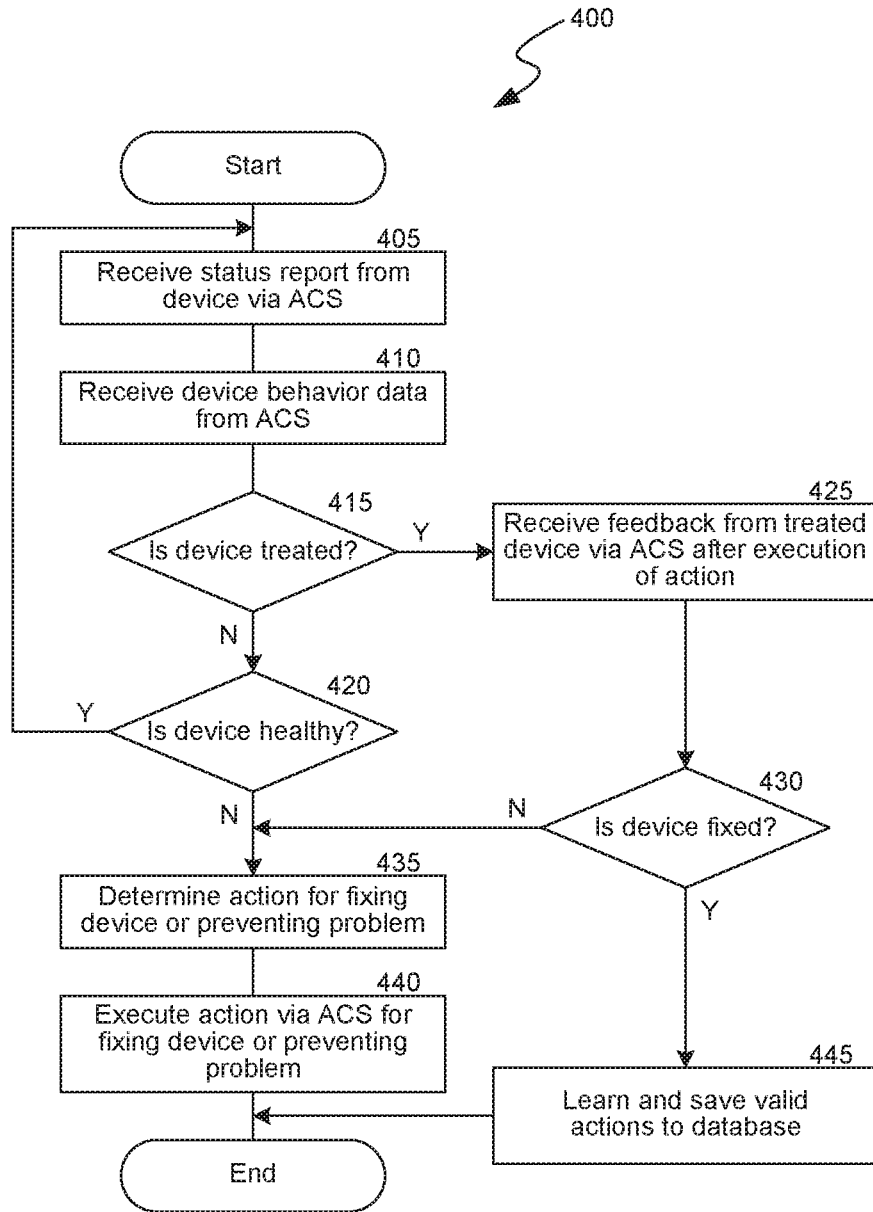 400
Start
405
Receive status report from
device via ACS
410
Receive device behavior data
from ACS
415
Is device treated?
Y
N
425
Receive feedback from treated
device via ACS after execution
of action
420
Is device healthy?
Y
N
430
Is device fixed?
N
Y
435
Determine action for fixing
device or preventing problem
440
Execute action via ACS for
fixing device or preventing
problem
445
Learn and save valid
actions to database
End